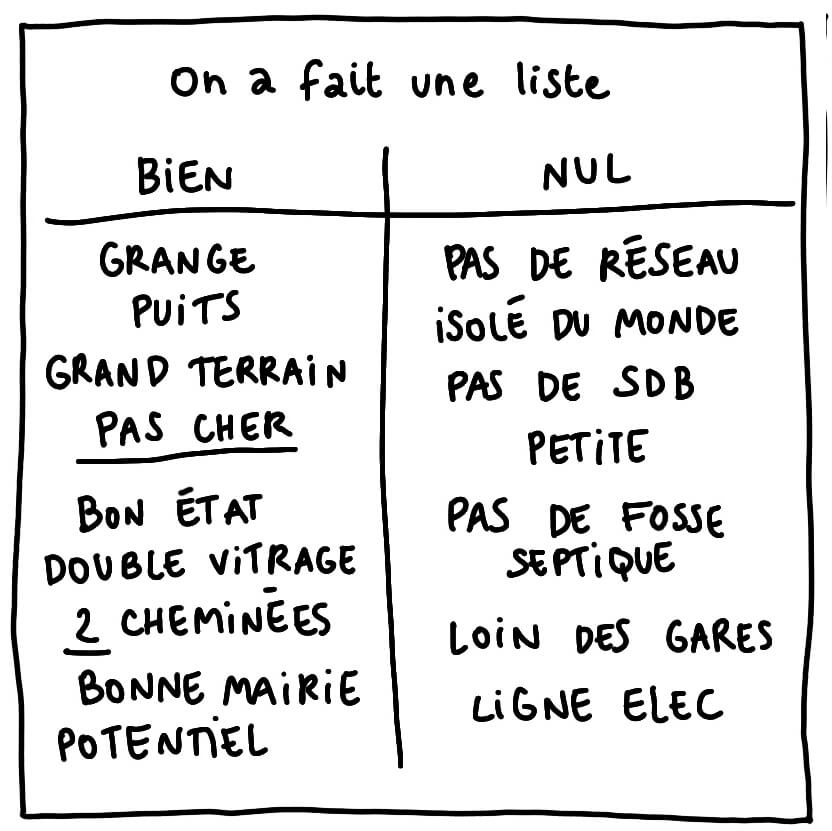 On a fait une liste
BiEN
GRANGE
PUiTS
GRAND TERRAiN
PAS CHER
BON ÉTAT
DOUBLE ViTRAGE
2 CHEMiNÉES
BONNE MAiRiE
POTENTiEL
NUL
PAS DE RÉSEAU
iSOLÉ DU MONDE
PAS DE SDB
PETiTE
PAS DE FOSSE
SEPTiQUE
LOiN DES GARES
LiGNE ELEC